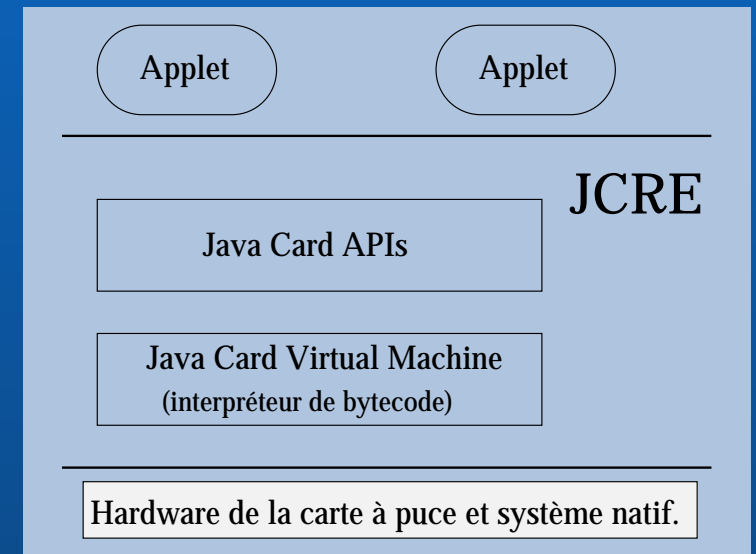 Applet
Applet
JCRE
Java Card APIs
Java Card Virtual Machine
(interpréteur de bytecode)
Hardware de la carte à puce et système natif.